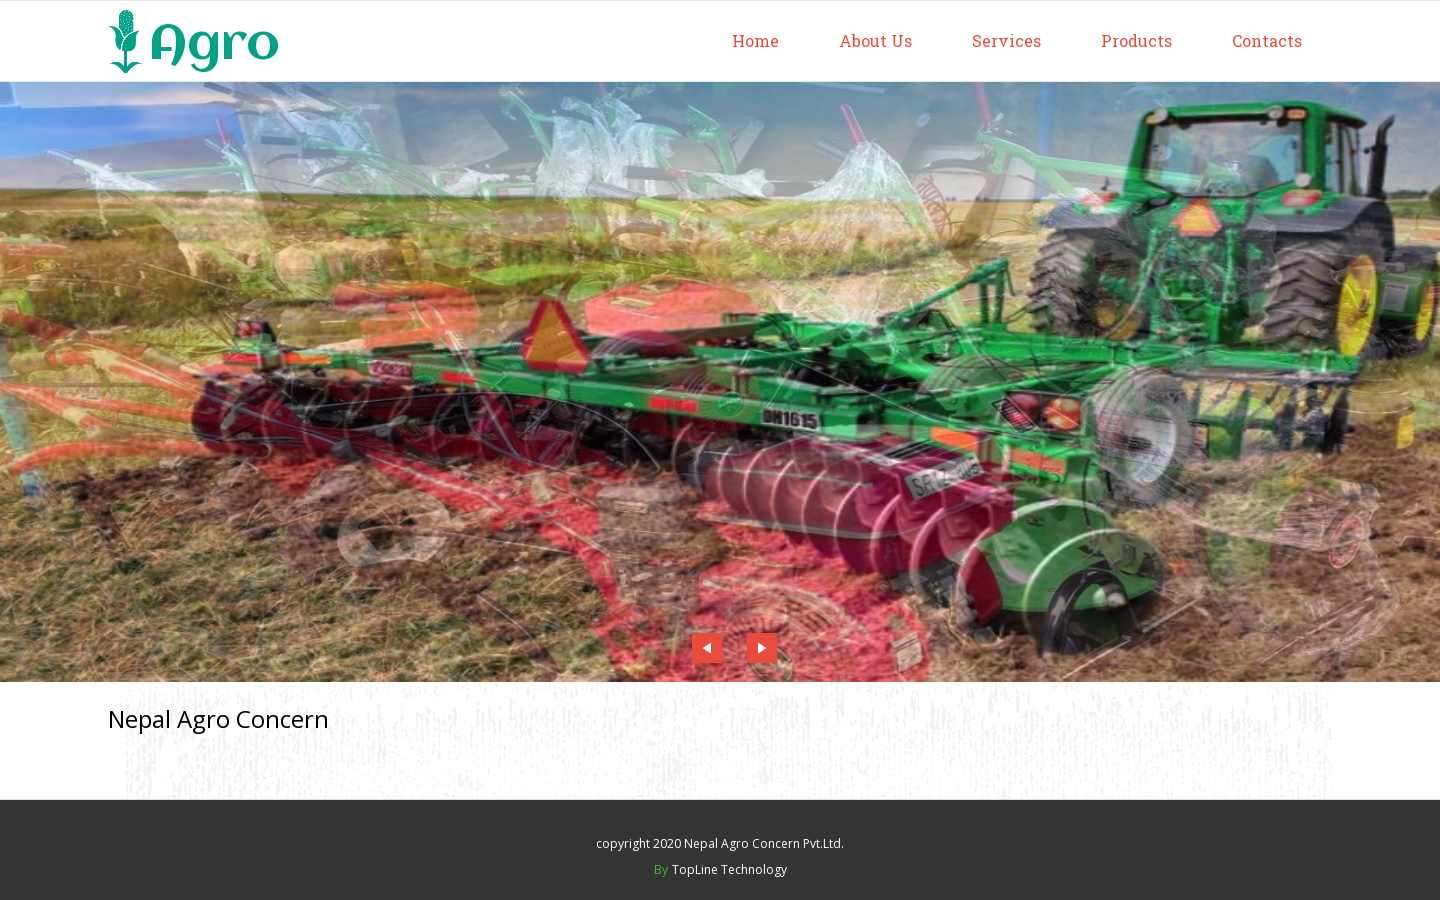 Agro
Home
About Us
Services
Products
Contacts
DH1615
Nepal Agro Concern
copyright 2020 Nepal Agro Concern Pvt.Ltd.
By TopLine Technology